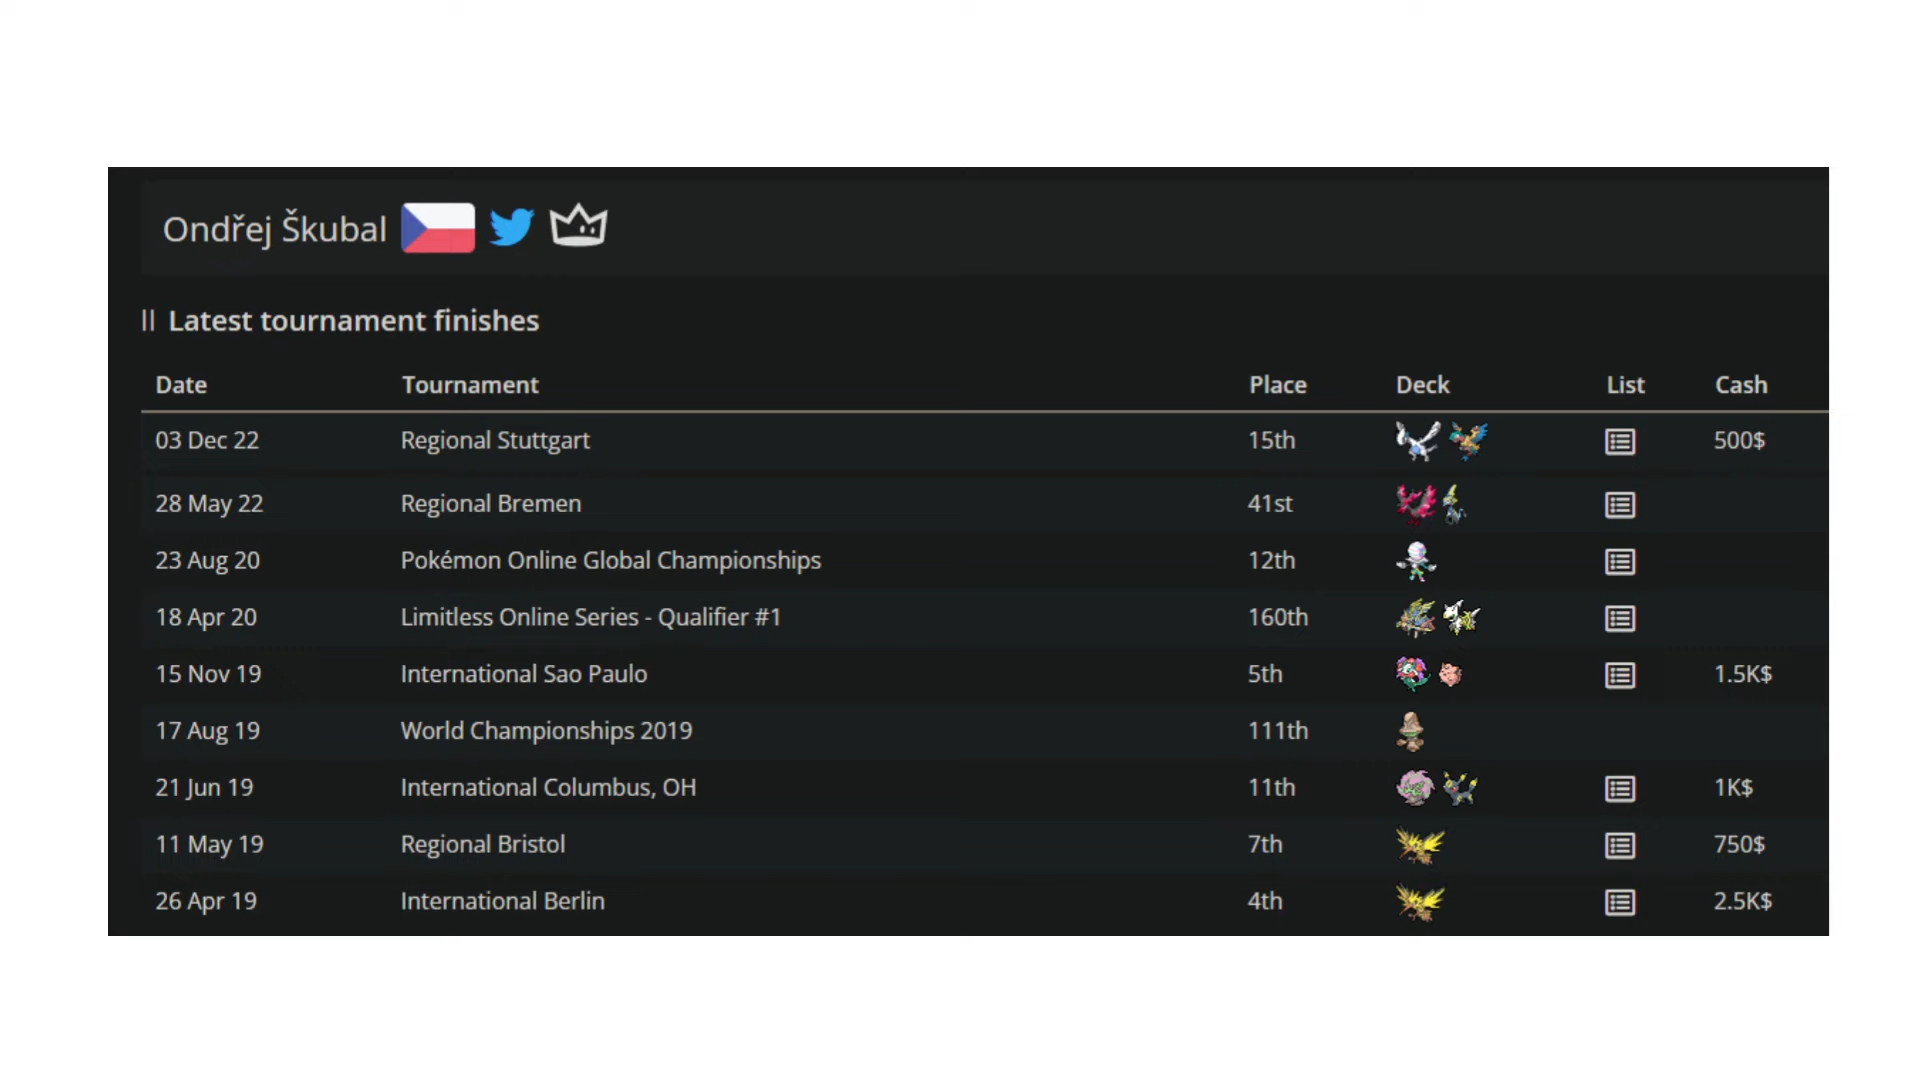 Ondřej Škubal
Latest tournament finishes
Date Tournament Place Deck List Cash
03 Dec 22 Regional Stuttgart 15th 500$
28 May 22 Regional Bremen 41st
23 Aug 20 Pokémon Online Global Championships 12th
18 Apr 20 Limitless Online Series - Qualifier #1 160th
15 Nov 19 International Sao Paulo 5th 1.5K$
17 Aug 19 World Championships 2019 111th
21 Jun 19 International Columbus, OH 11th 1K$
11 May 19 Regional Bristol 7th 750$
26 Apr 19 International Berlin 4th 2.5K$